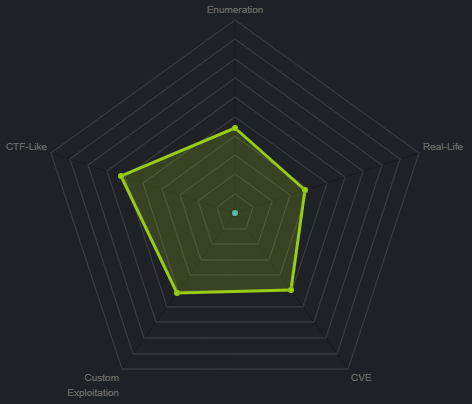 Enumeration
CTF-Like
Real-Life
Custom
Exploitation
CVE